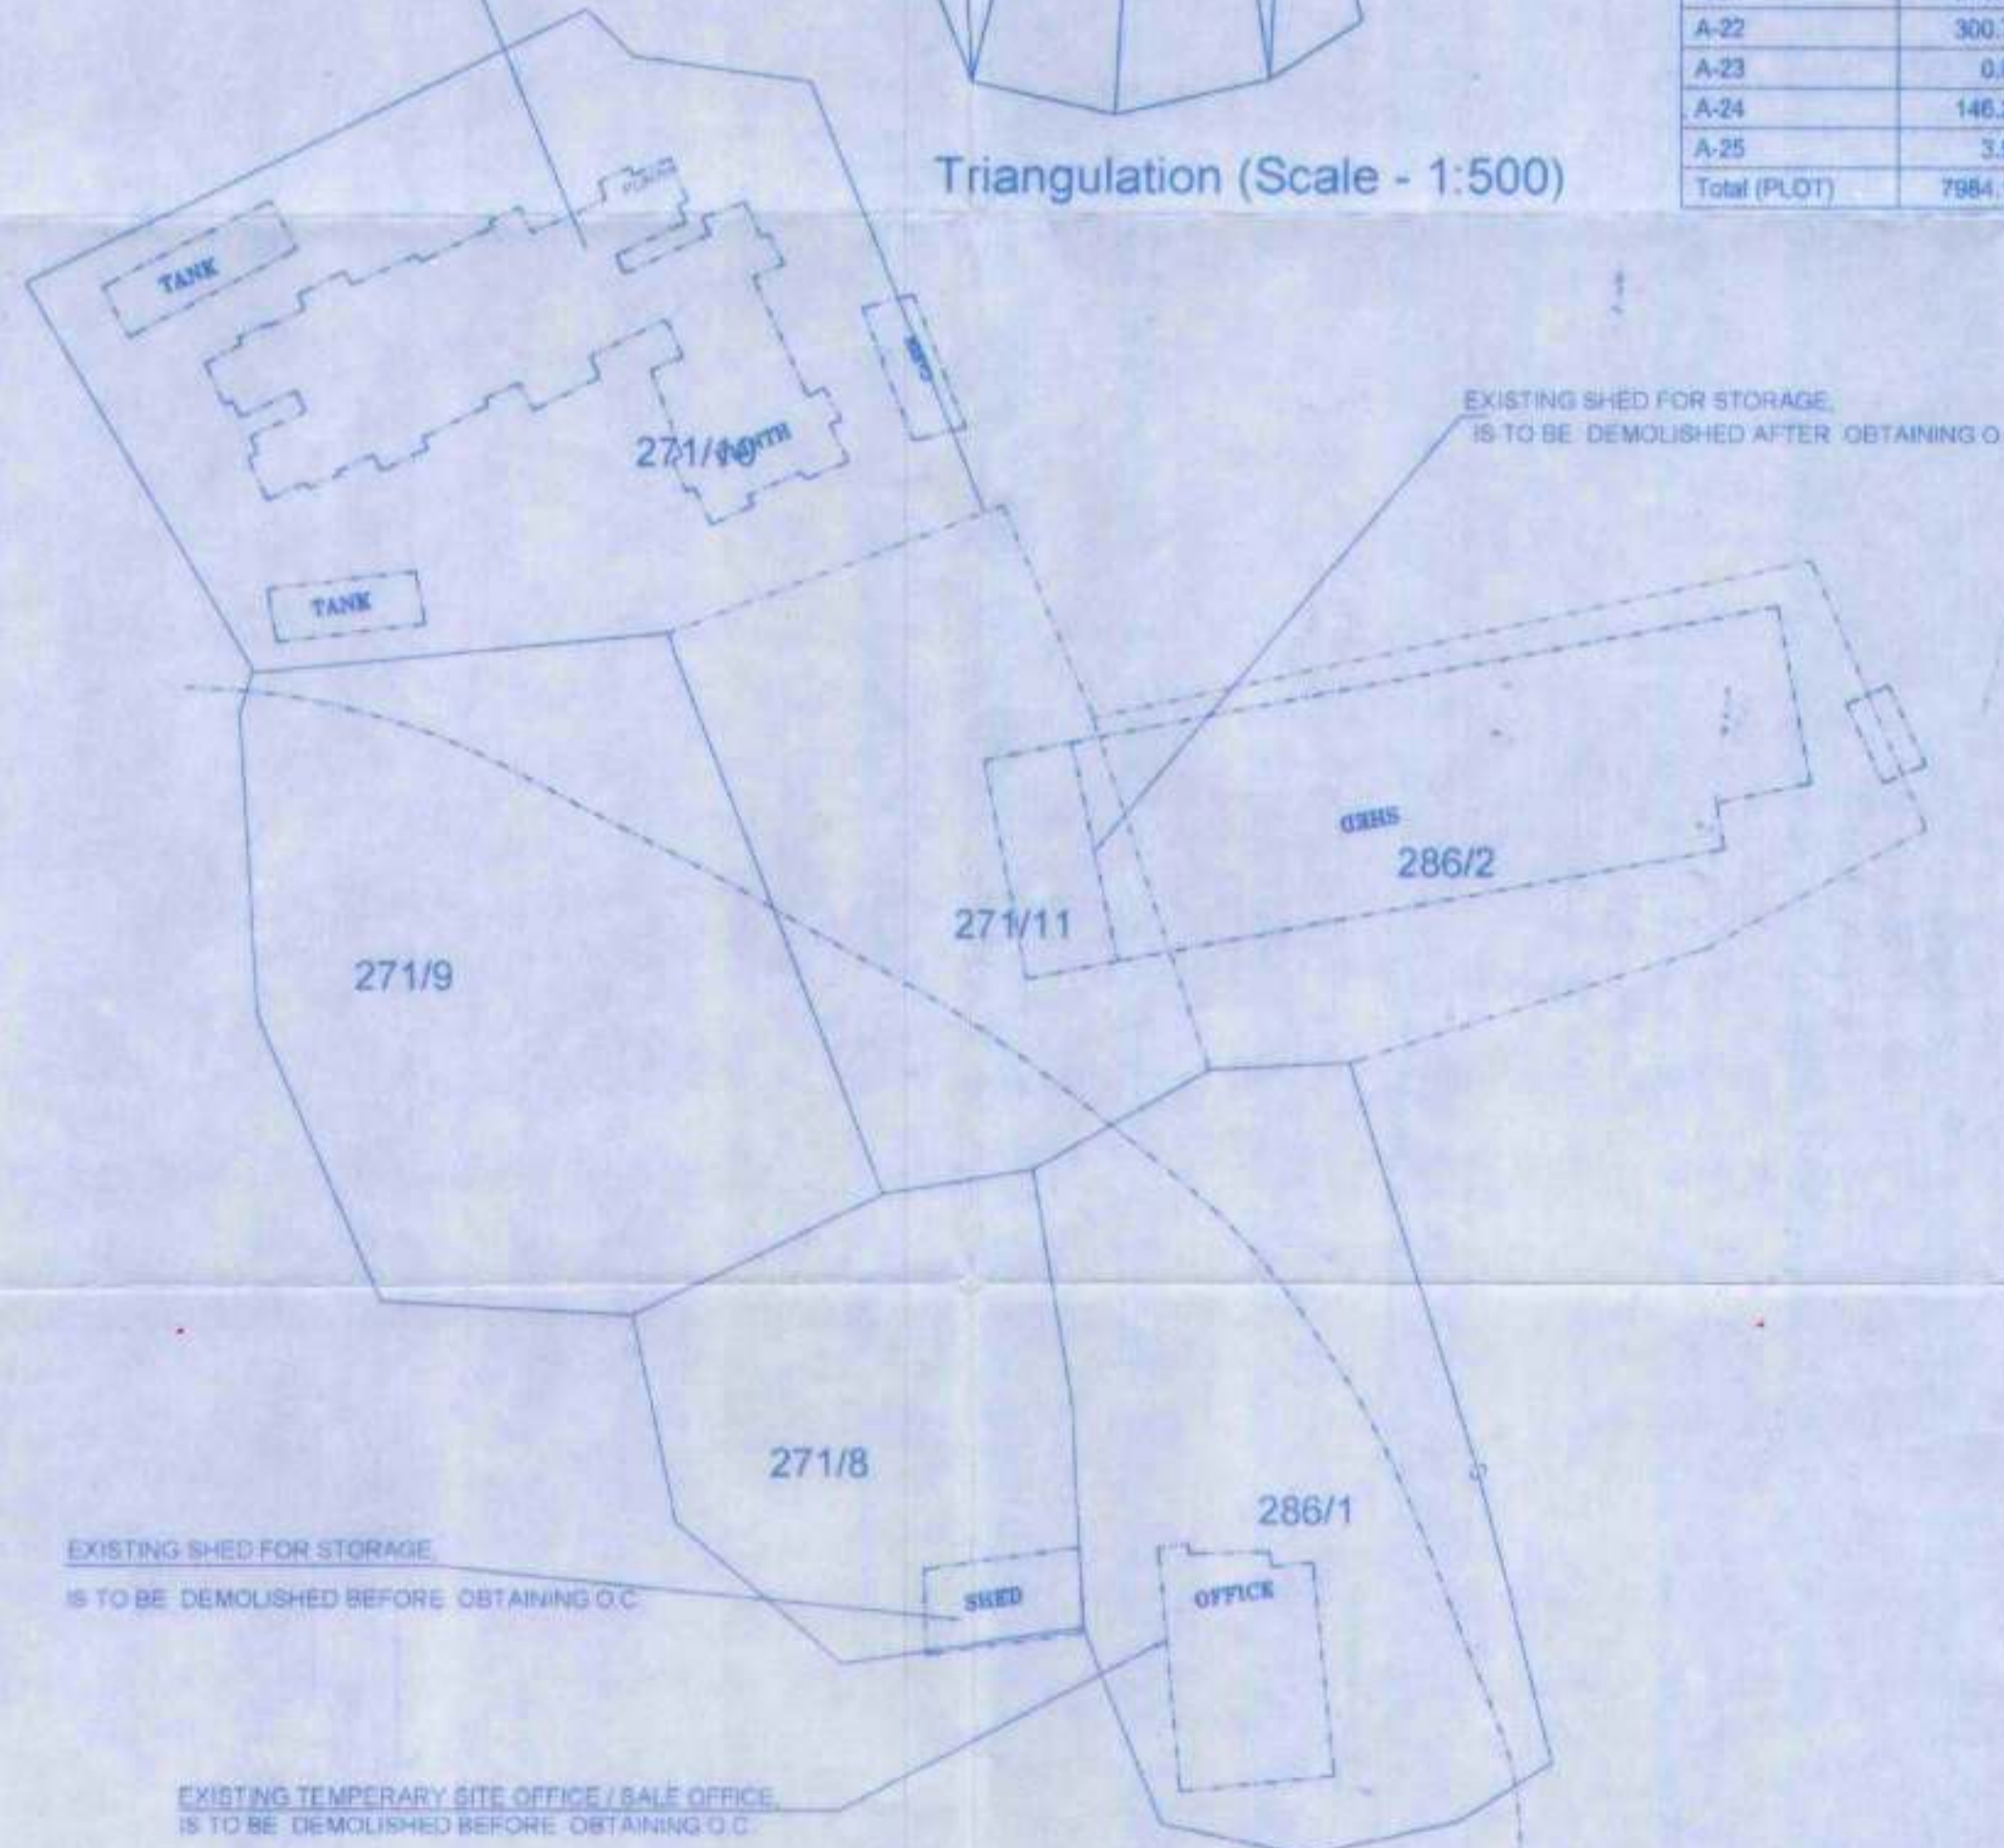 A-22 300.
A-23 0.
A-24 146.
A-25 3.
Total (PLOT) 7984.
Triangulation (Scale - 1:500)
TANK
EXISTING SHED FOR STORAGE,
IS TO BE DEMOLISHED AFTER OBTAINING O.
TANK
SHED
286/2
271/11
271/9
271/8
286/1
EXISTING SHED FOR STORAGE,
IS TO BE DEMOLISHED BEFORE OBTAINING O.C
SHED
OFFICE
EXISTING TEMPERARY SITE OFFICE / SALE OFFICE,
IS TO BE DEMOLISHED BEFORE OBTAINING O.C